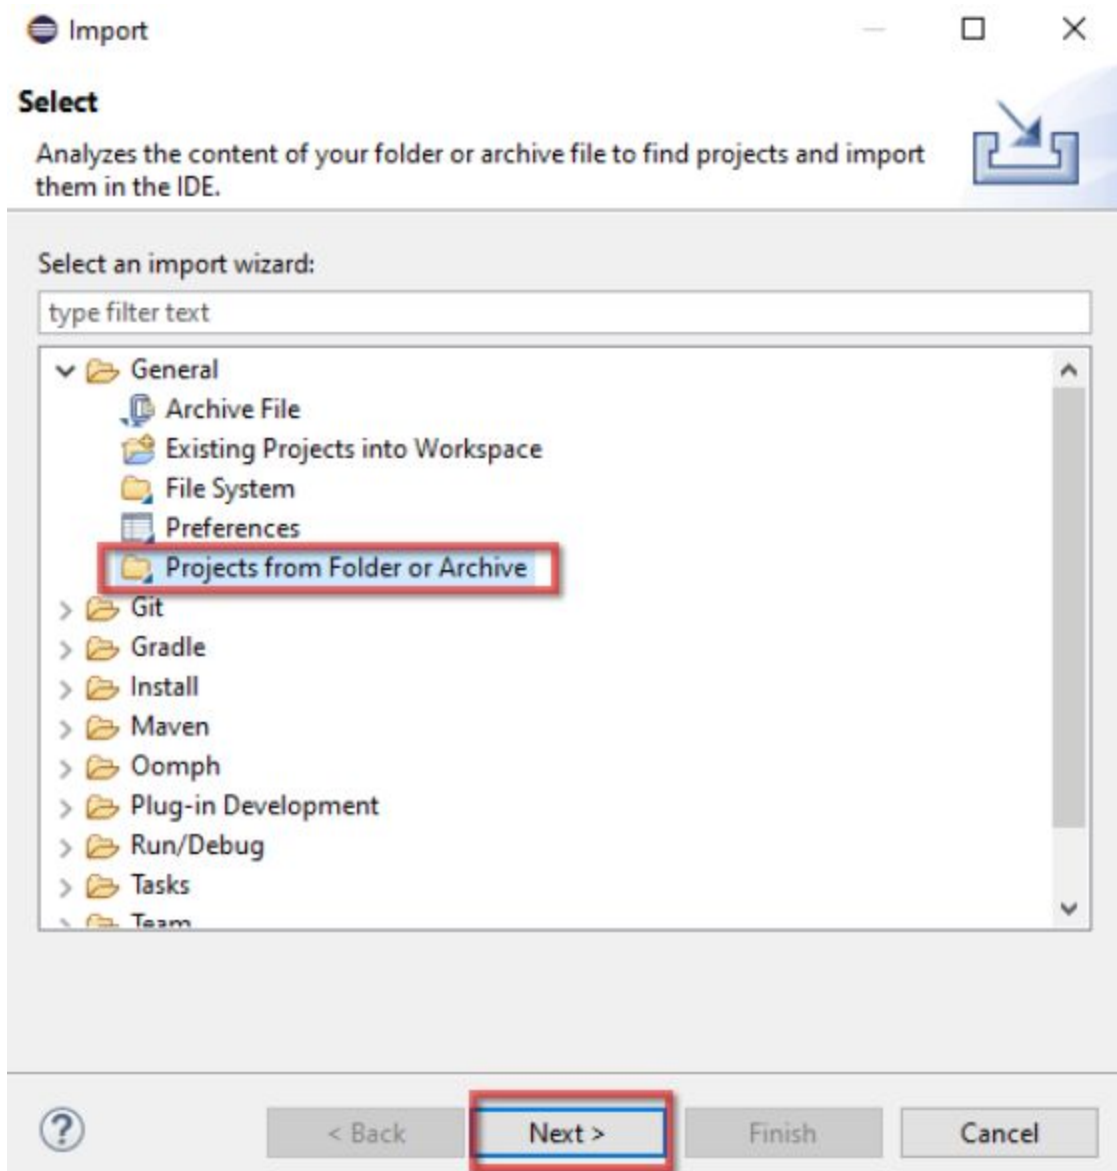 Import
Select
Analyzes the content of your folder or archive file to find projects and import
them in the IDE.
Select an import wizard:
type filter text
General
Archive File
Existing Projects into Workspace
File System
Preferences
Projects from Folder or Archive
Git
Gradle
Install
Maven
Oomph
Plug-in Development
Run/Debug
Tasks
Team
?
< Back
Next >
Finish
Cancel